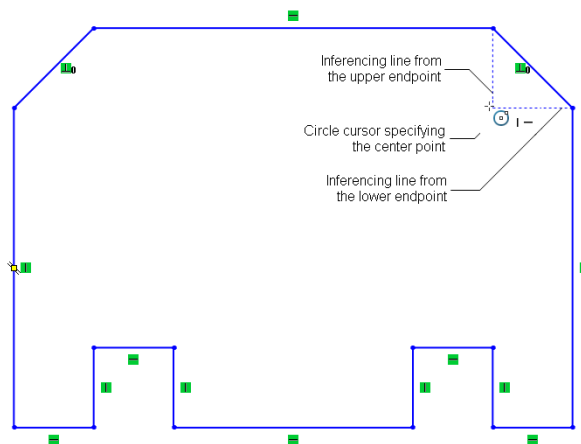 Inferencing line from
the upper endpoint
Circle cursor specifying
the center point
Inferencing line from
the lower endpoint